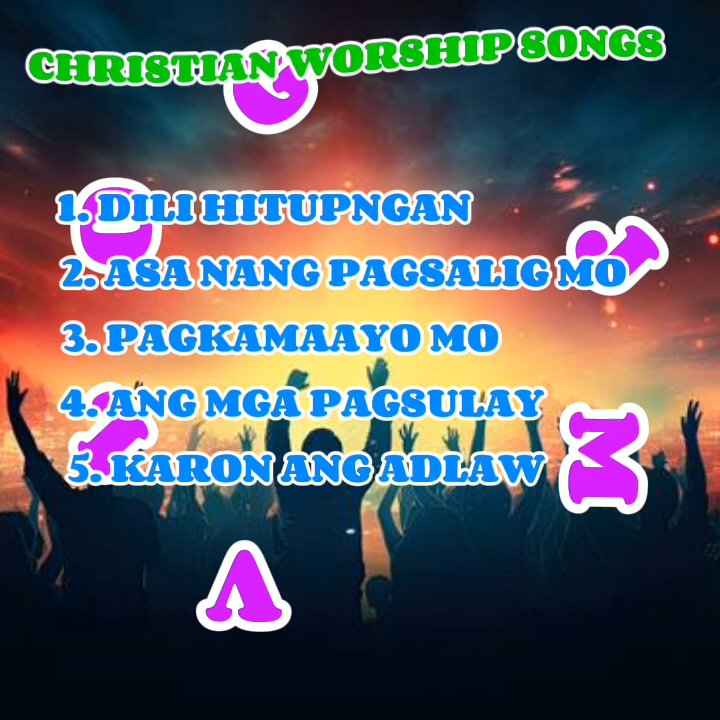 CHRISTIAN WORSHIP SONGS
1. DILI HITUPNGAN
2. ASA NANG PAGSALIG MO
3. PAGKAMAAYO MO
4. ANG MGA PAGSULAY
5. KARON ANG ADLAW
M
V